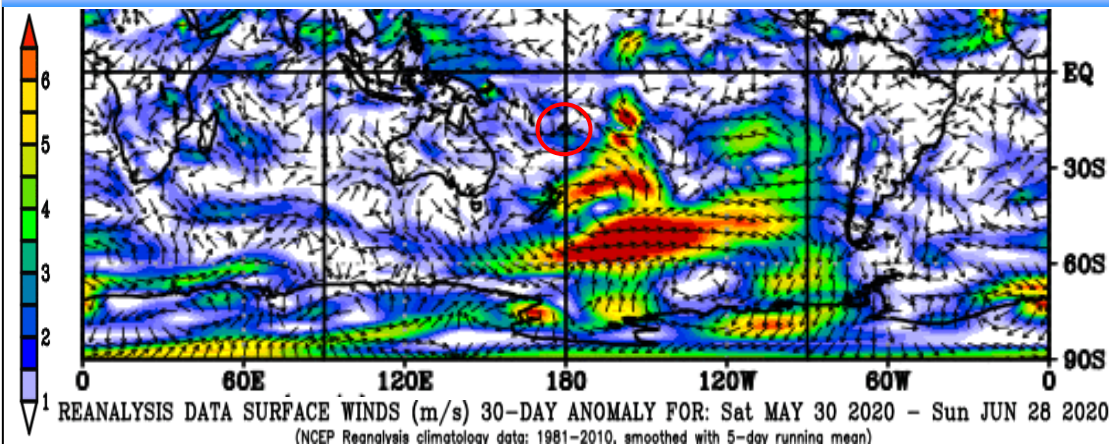 6
5
4
3
2
1
EQ
30S
60S
90S
0 60E 120E 180 120W 60W 0
REANALYSIS DATA SURFACE WINDS (m/s) 30-DAY ANOMALY FOR: Sat MAY 30 2020 - Sun JUN 28 2020
(NCEP Reanalysis climatology data: 1981-2010, smoothed with 5-day running mean)